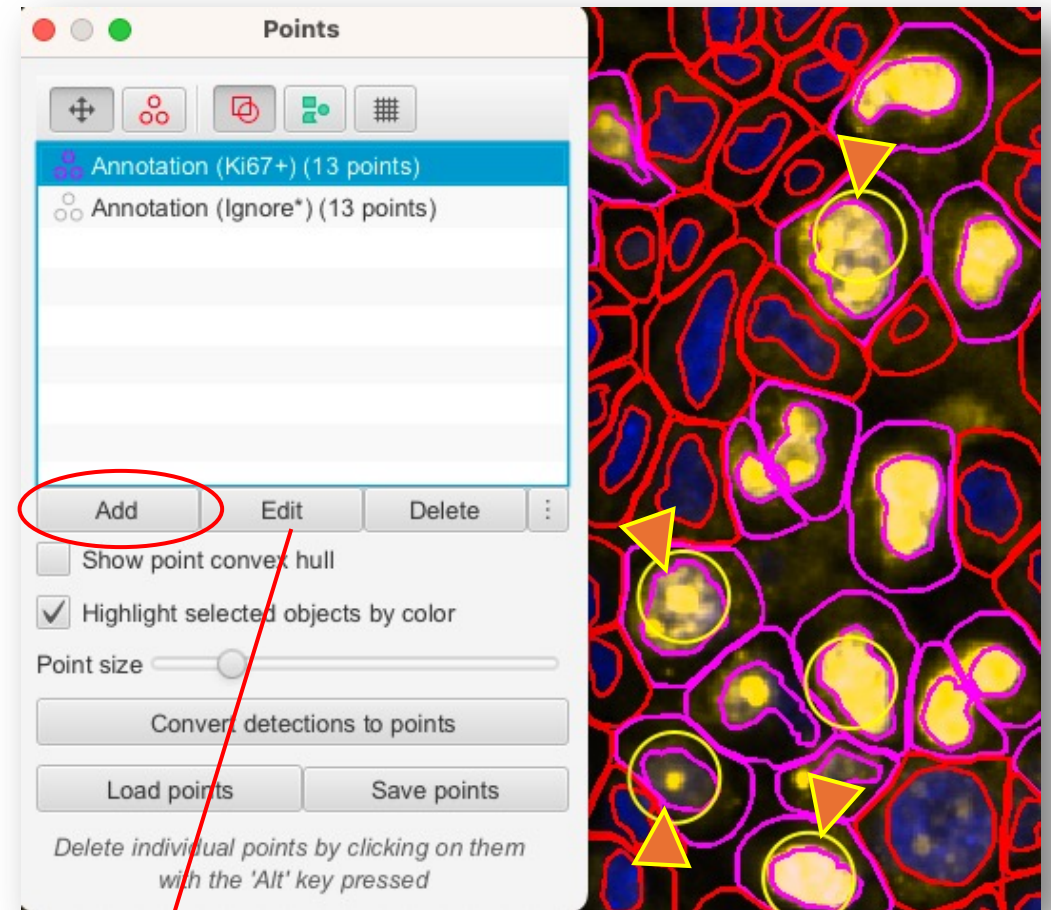 Points
Annotation (Ki67+) (13 points)
Annotation (Ignore*) (13 points)
Add
Edit
Delete
Show point convex hull
Highlight selected objects by color
Point size
Convert detections to points
Load points
Save points
Delete individual points by clicking on them
with the 'Alt' key pressed